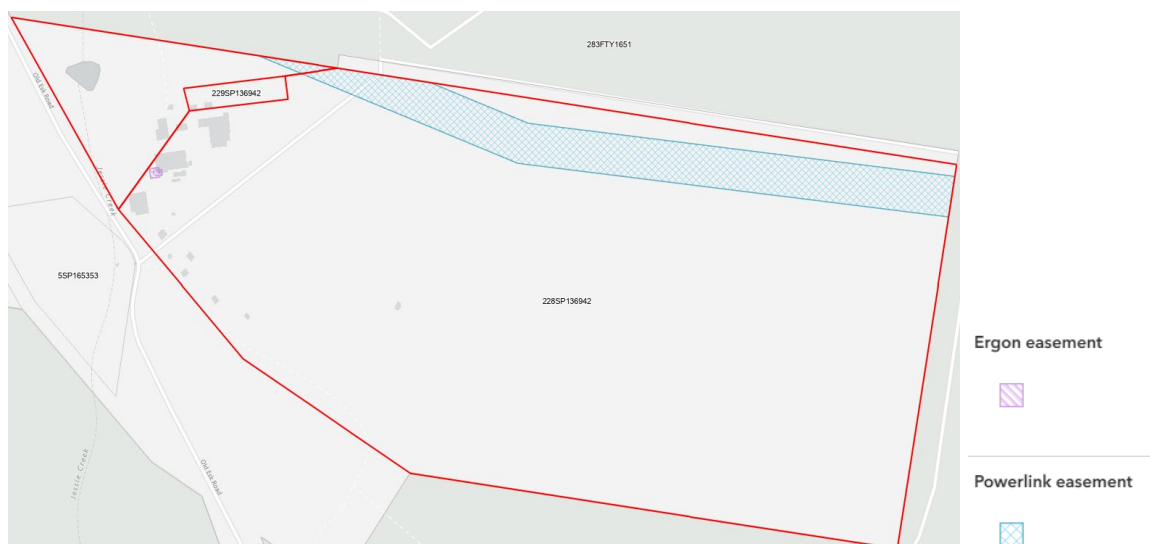 283FTY1651
Old Esk Road
229SP136942
Jessie Creek
5SP165353
228SP136942
Ergon easement
Old Esk Road
Jessie Creek
Powerlink easement